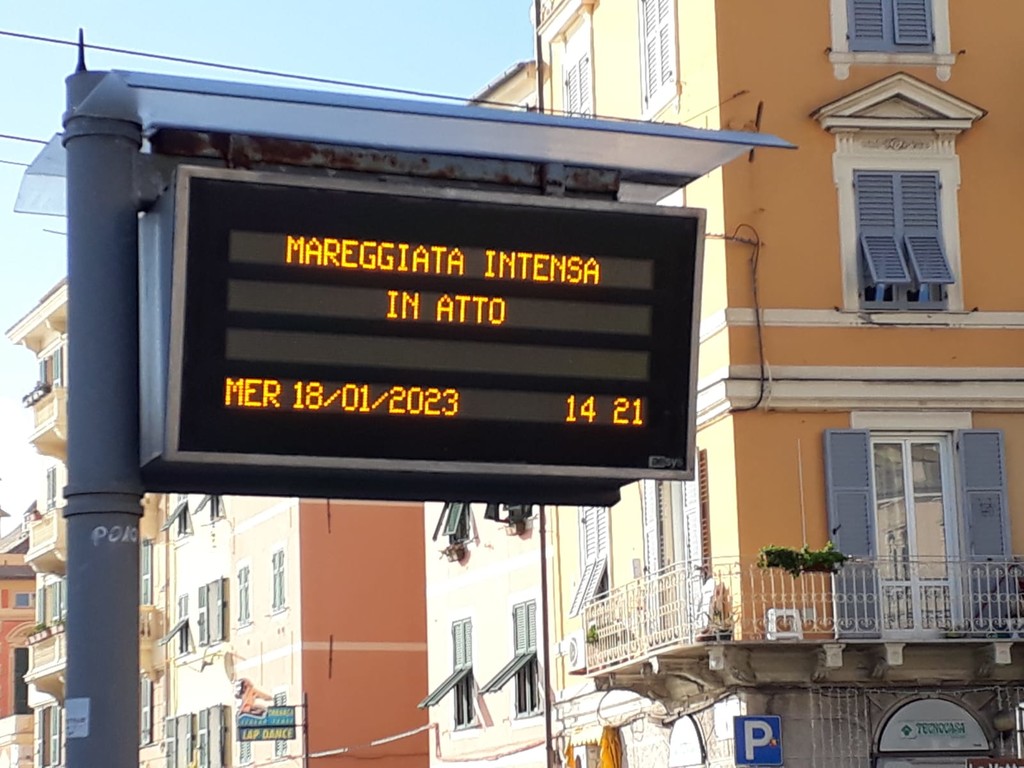 MAREGGIATA INTENSA
IN ATTO
MER 18/01/2023 14 21
LAP DANCE
P
TECNOCASA